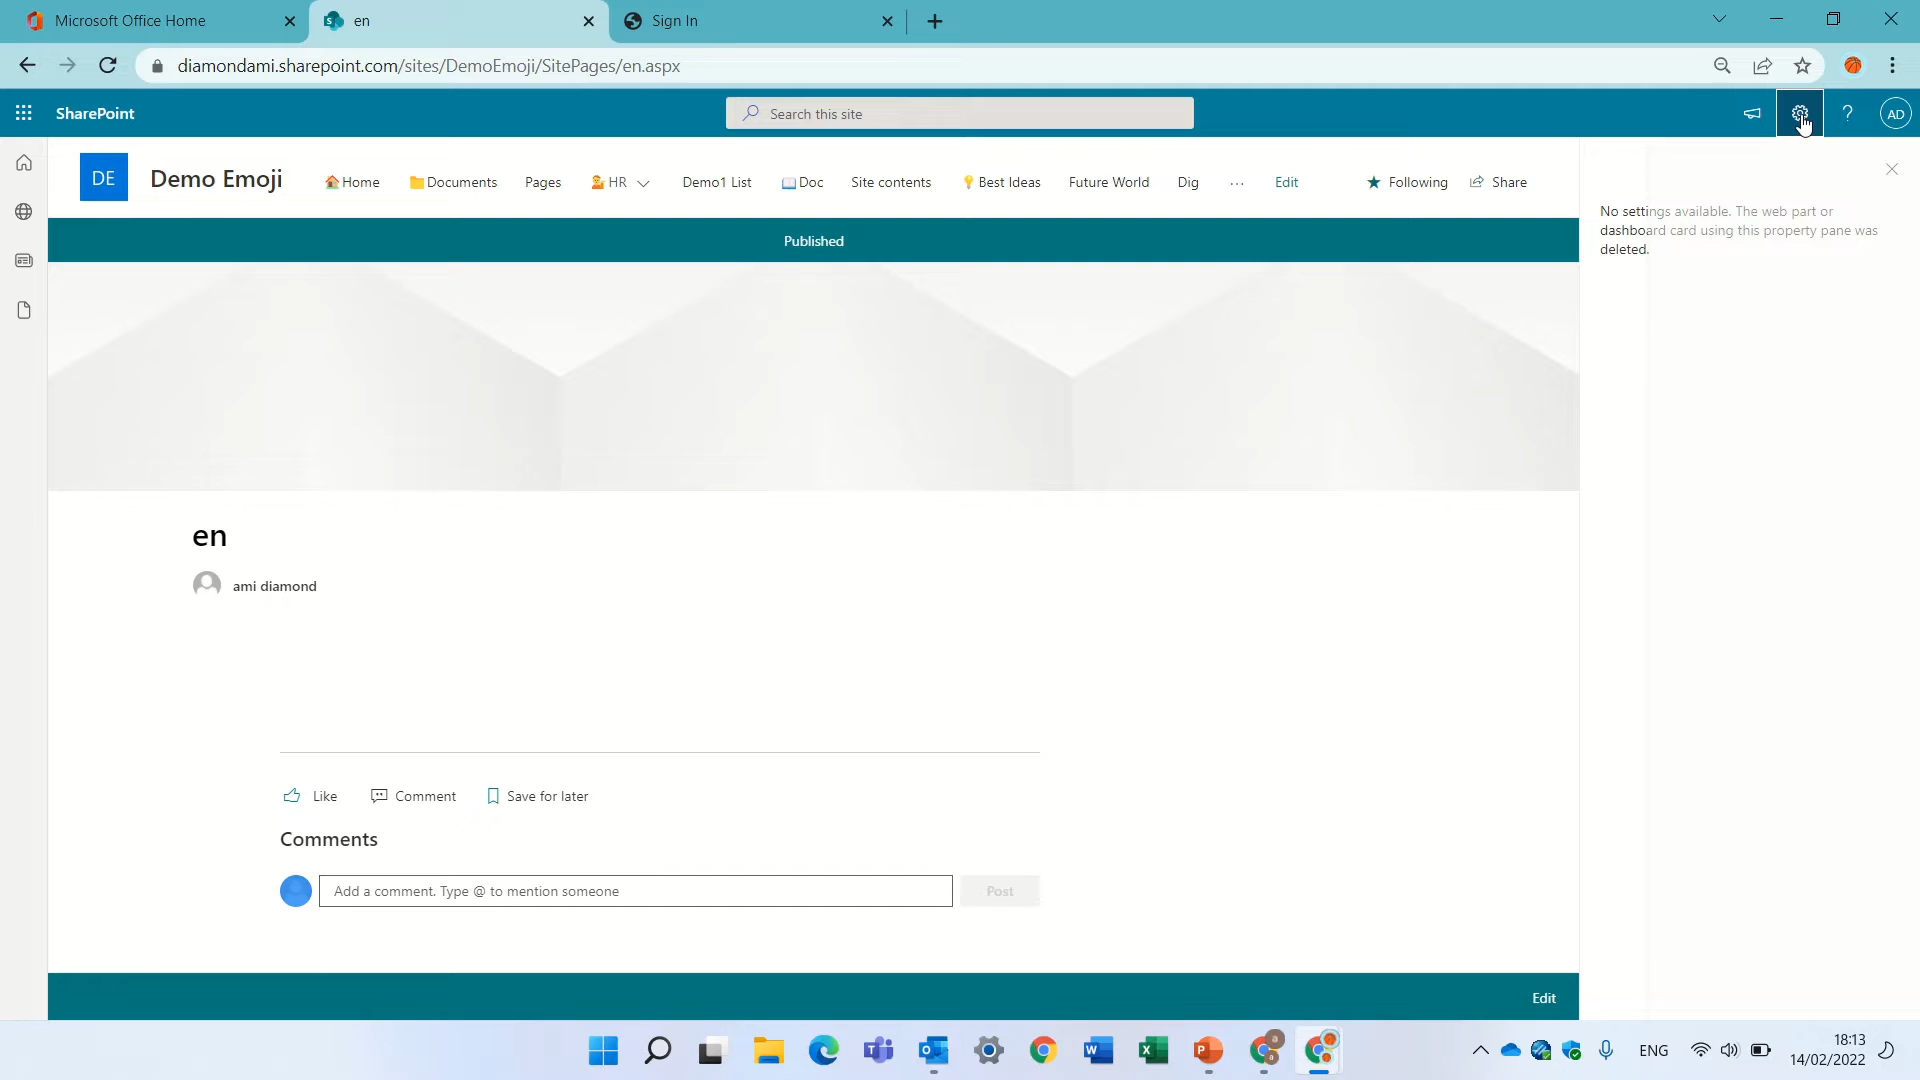 Microsoft Office Home
en
Sign In
diamondami.sharepoint.com/sites/DemoEmoji/SitePages/en.aspx
SharePoint
Search this site
?
AD
DE
Demo Emoji
Home
Documents
Pages
HR
Demo1 List
Doc
Site contents
Best Ideas
Future World
Dig
...
Edit
Following
Share
Published
No settings available. The web part or
dashboard card using this property pane was
deleted.
en
ami diamond
Like
Comment
Save for later
Comments
Add a comment. Type @ to mention someone
Post
Edit
ENG
18:13
14/02/2022